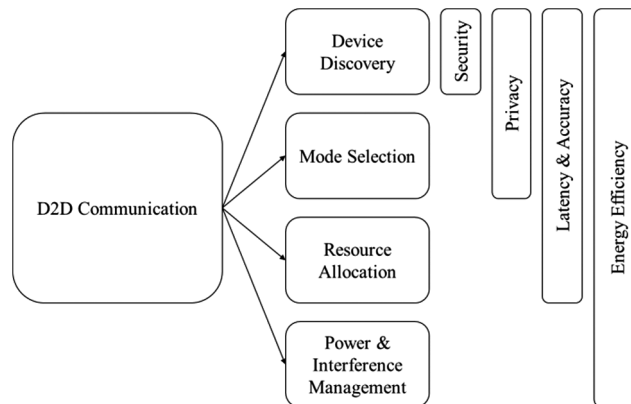 D2D Communication
Device
Discovery
Mode Selection
Resource
Allocation
Power &
Interference
Management
Security
Privacy
Latency & Accuracy
Energy Efficiency